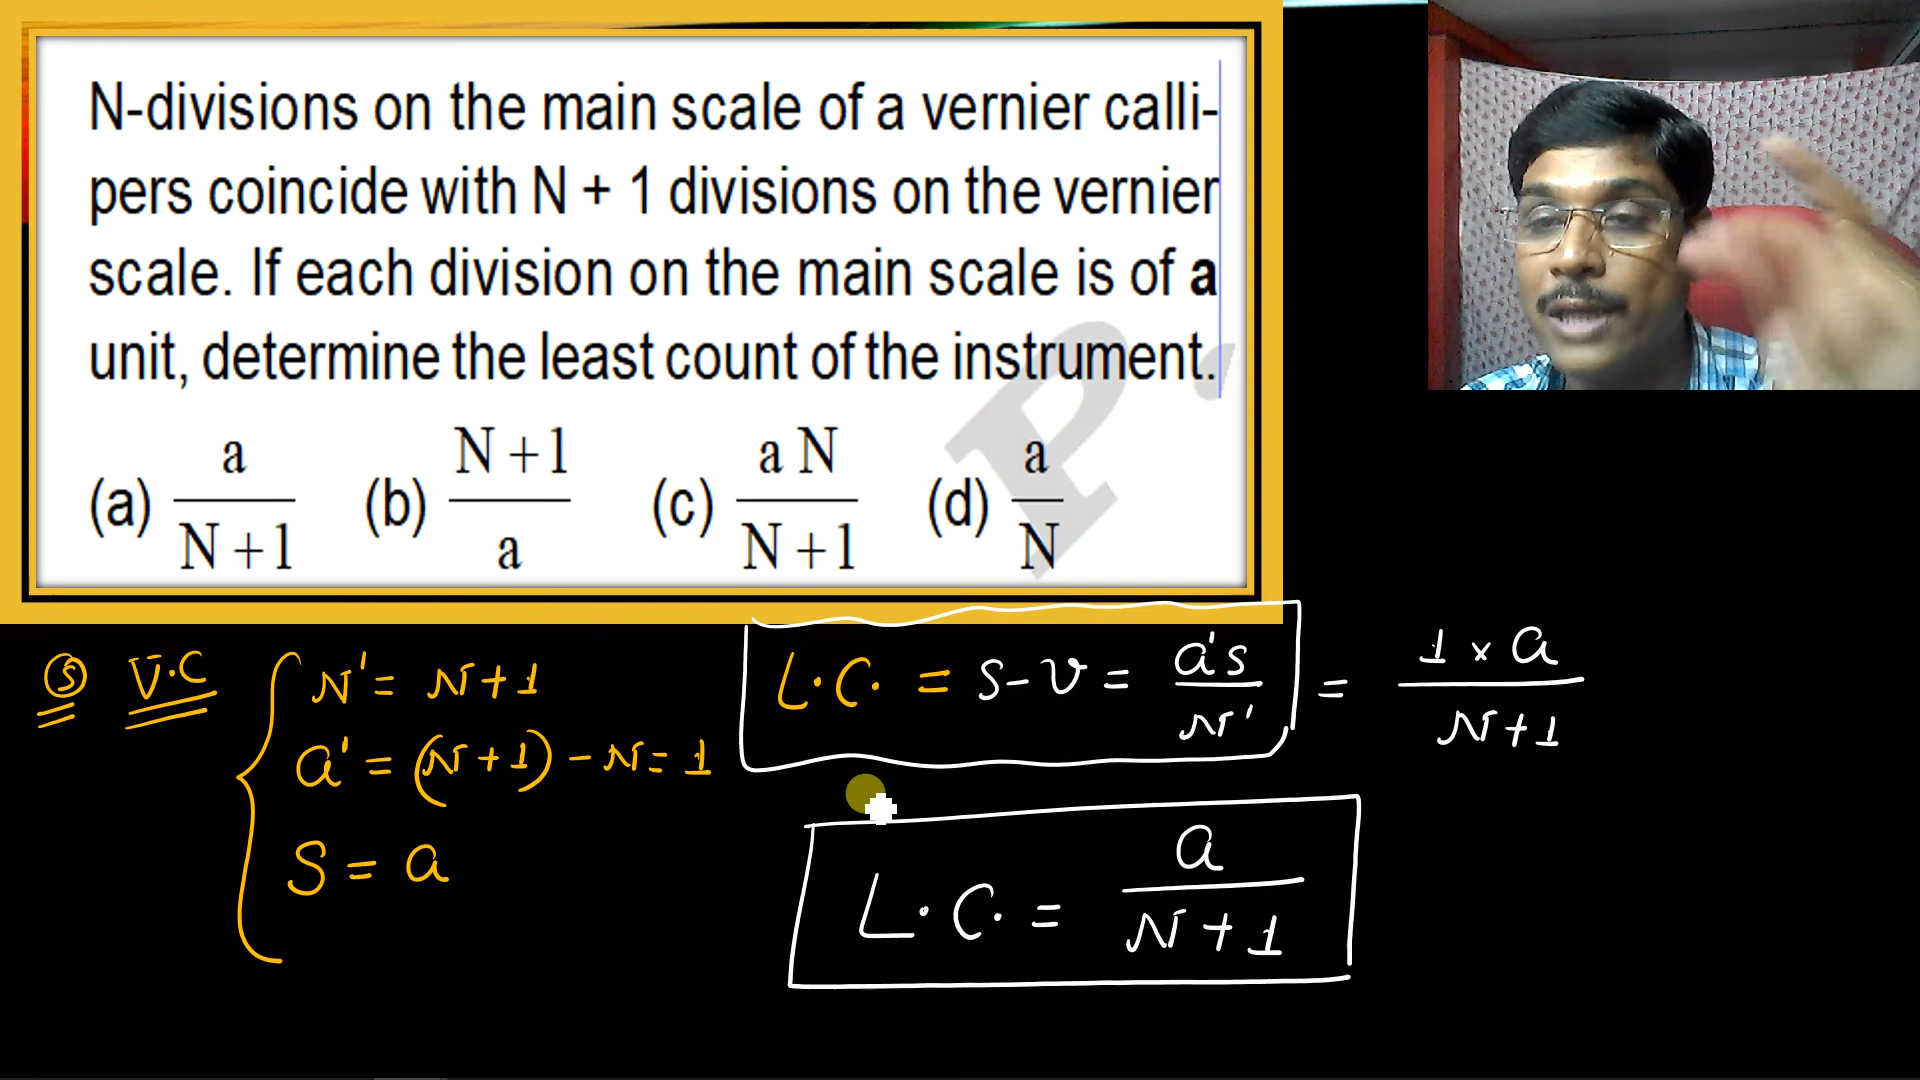 N-divisions on the main scale of a vernier calli-
pers coincide with N + 1 divisions on the vernier
scale. If each division on the main scale is of a
unit, determine the least count of the instrument.
(a) a/(N+1) (b) (N+1)/a (c) a N/(N+1) (d) a/N
P.
(S) V.C
N' = N+1
a' = (N+1) - N = 1
S = a
L.C. = S-V = a's/N' = 1 × a/(N+1)
L.C. = a/(N+1)